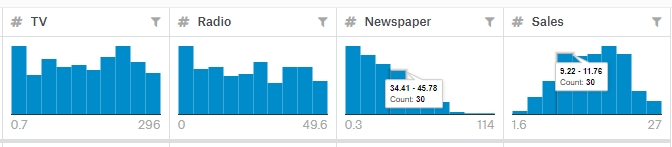 # TV
# Radio
# Newspaper
# Sales
34.41 - 45.78
Count: 30
9.22 - 11.76
Count: 30
0.7 296
0 49.6
0.3 114
1.6 27